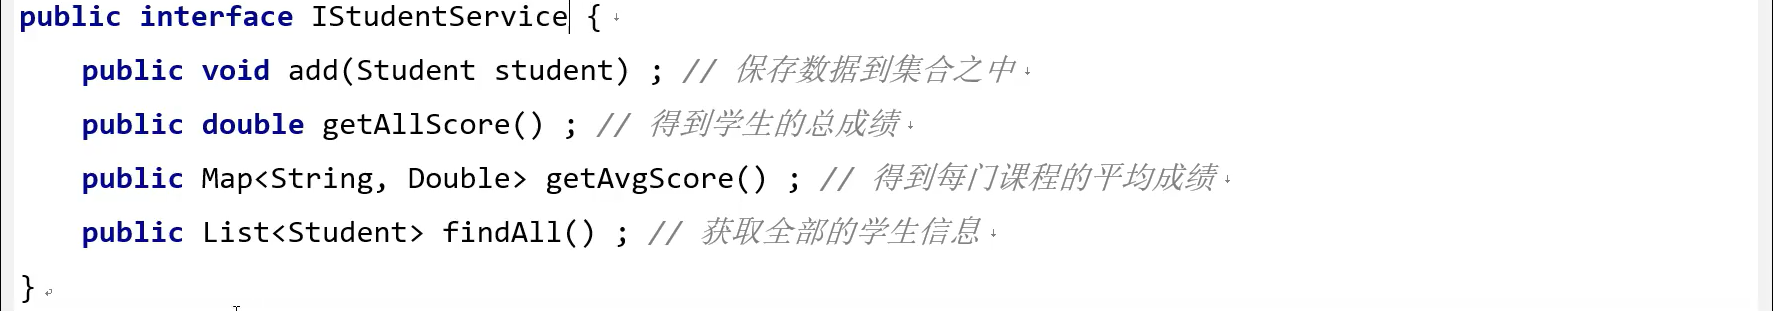 public interface IStudentService {
public void add(Student student) ; // 保存数据到集合之中
public double getAllScore() ; // 得到学生的总成绩
public Map<String, Double> getAvgScore() ; // 得到每门课程的平均成绩
public List<Student> findAll() ; // 获取全部的学生信息
}